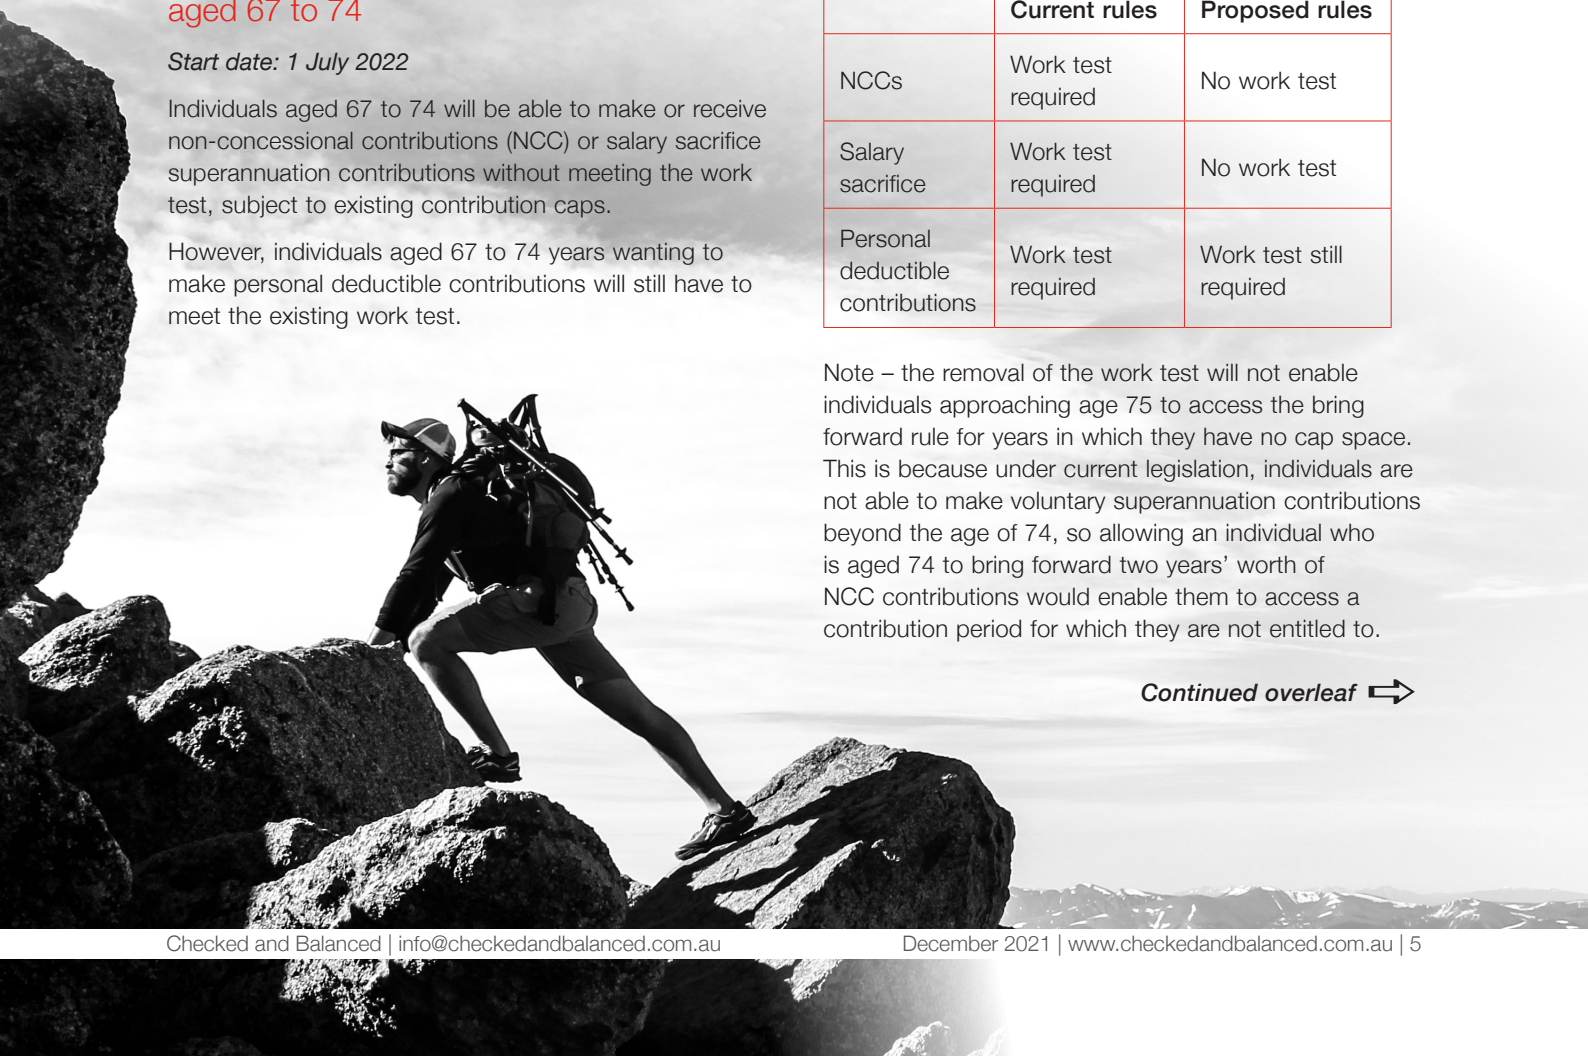 aged 67 to 74
Start date: 1 July 2022
Individuals aged 67 to 74 will be able to make or receive
non-concessional contributions (NCC) or salary sacrifice
superannuation contributions without meeting the work
test, subject to existing contribution caps.
However, individuals aged 67 to 74 years wanting to
make personal deductible contributions will still have to
meet the existing work test.
Current rules Proposed rules
NCCs
Work test
required
No work test
Salary
sacrifice
Work test
required
No work test
Personal
deductible
contributions
Work test
required
Work test still
required
Note – the removal of the work test will not enable
individuals approaching age 75 to access the bring
forward rule for years in which they have no cap space.
This is because under current legislation, individuals are
not able to make voluntary superannuation contributions
beyond the age of 74, so allowing an individual who
is aged 74 to bring forward two years’ worth of
NCC contributions would enable them to access a
contribution period for which they are not entitled to.
Continued overleaf
Checked and Balanced | info@checkedandbalanced.com.au
December 2021 | www.checkedandbalanced.com.au | 5